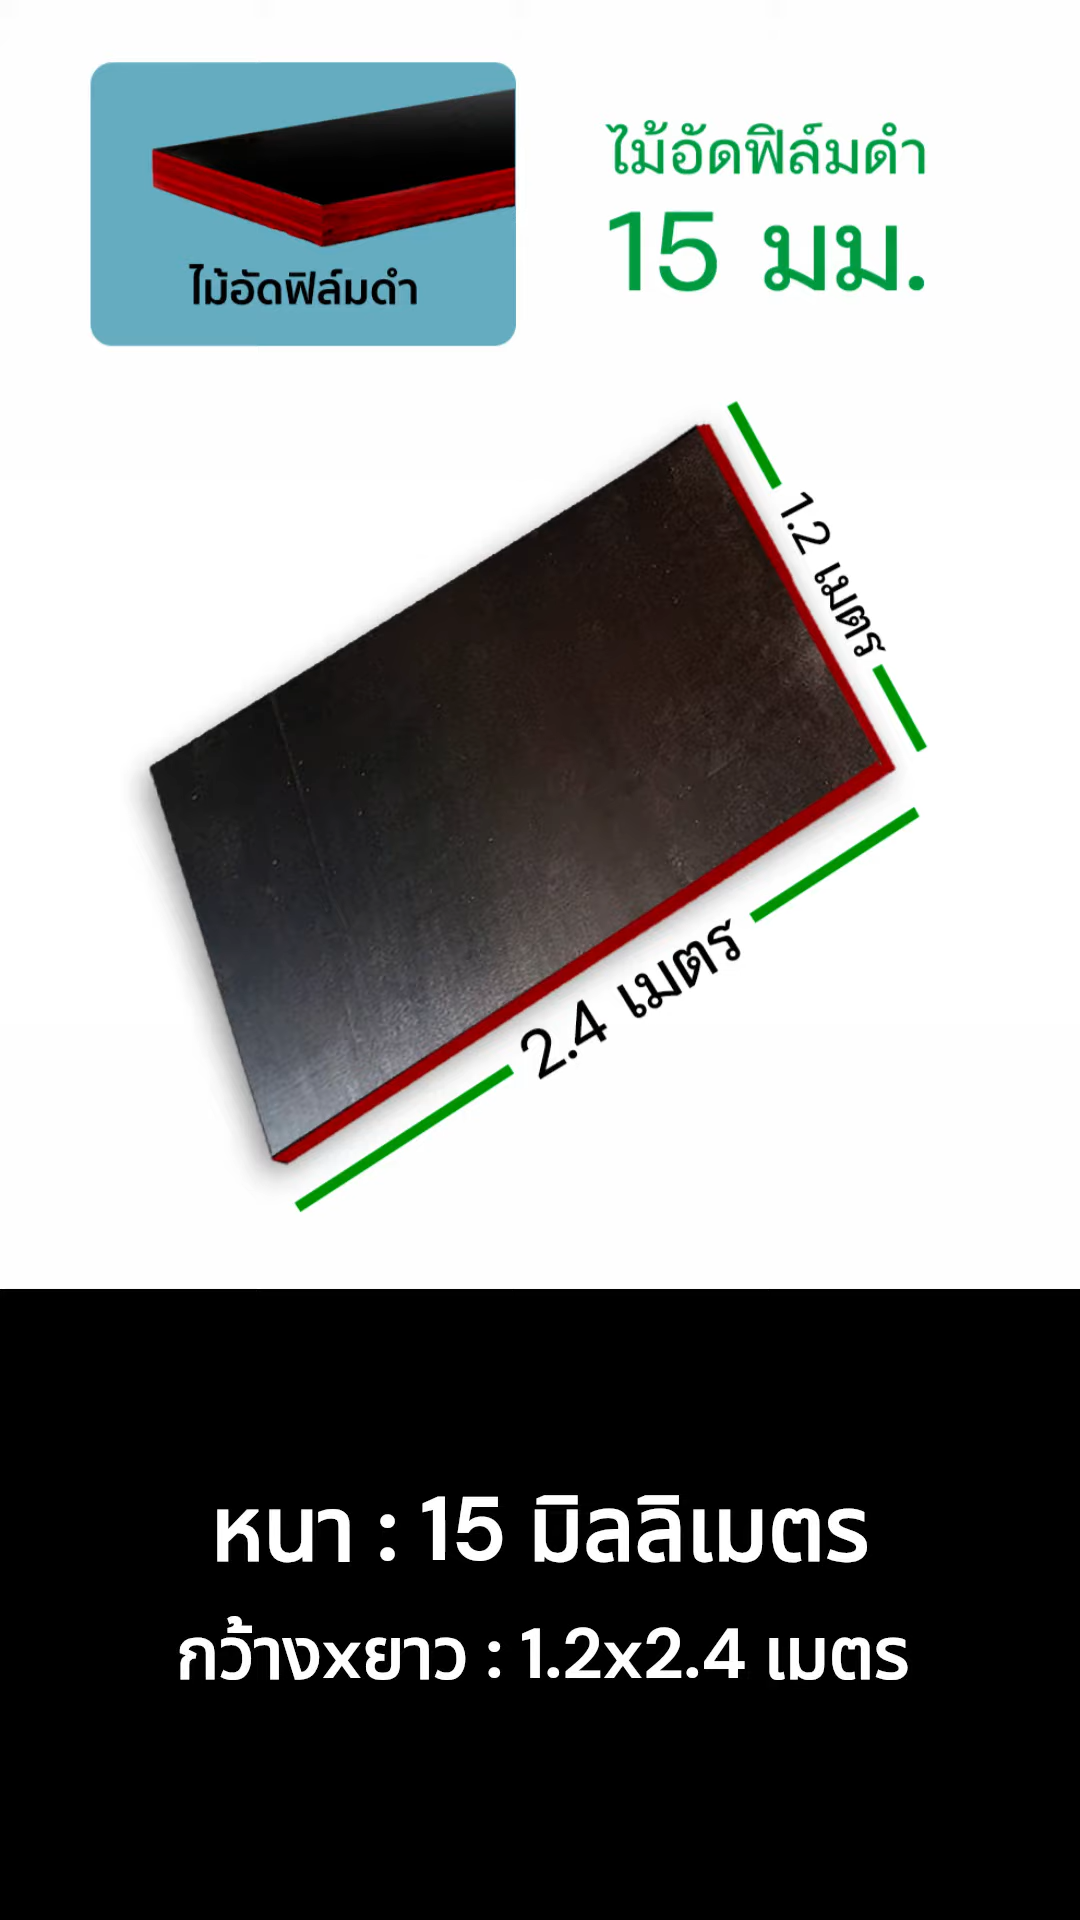 ไม้อัดฟิล์มดำ
ไม้อัดฟิล์มดำ
15 มม.
1.2 เมตร
2.4 เมตร
หนา : 15 มิลลิเมตร
กว้างxยาว : 1.2x2.4 เมตร